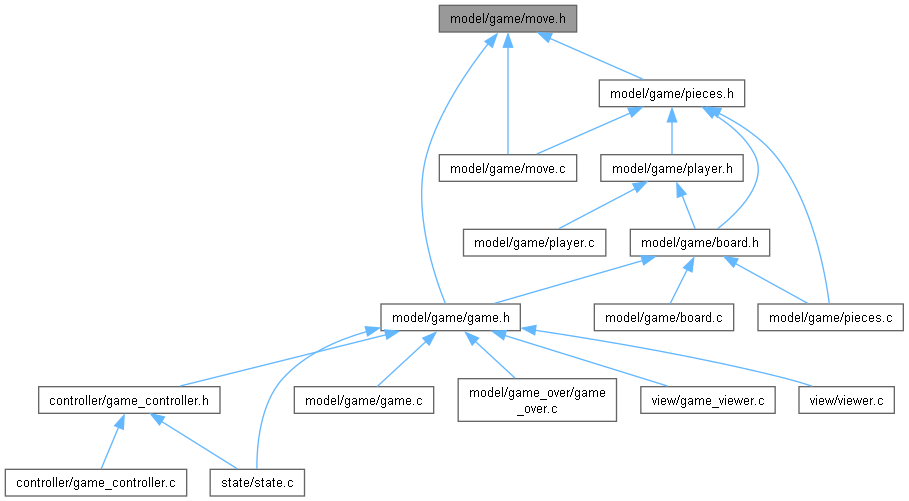 model/game/move.h
model/game/pieces.h
model/game/move.c
model/game/player.h
model/game/player.c
model/game/board.h
model/game/game.h
model/game/board.c
model/game/pieces.c
controller/game_controller.h
model/game/game.c
model/game_over/game
_over.c
view/game_viewer.c
view/viewer.c
controller/game_controller.c
state/state.c